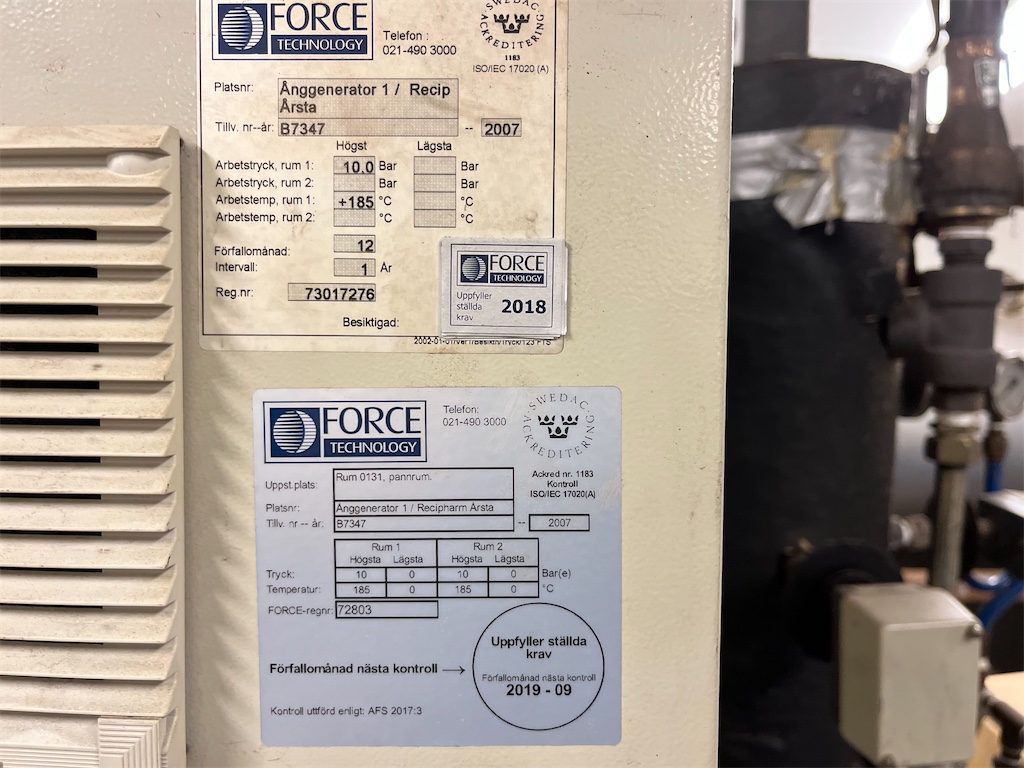 FORCE
TECHNOLOGY
Telefon :
021-490 3000
SWEDAC
ACKREDITERING
1183
ISO/IEC 17020 (A)
Platsnr: Ånggenerator 1 / Recip
Årsta
Tillv. nr--år: B7347 -- 2007
Högst Lägsta
Arbetstryck, rum 1: 10.0 Bar Bar
Arbetstryck, rum 2: Bar Bar
Arbetstemp, rum 1: +185 °C °C
Arbetstemp, rum 2: °C °C
Förfallomånad: 12
Intervall: 1 År
Reg.nr: 73017276
Besiktigad:
FORCE
TECHNOLOGY
Uppfyller
ställda
krav
2018
FORCE
TECHNOLOGY
Telefon:
021-490 3000
SWEDAC
ACKREDITERING
Ackred nr. 1183
Kontroll
ISO/IEC 17020(A)
Uppst.plats: Rum 0131, pannrum.
Platsnr: Ånggenerator 1 / Recipharm Årsta
Tillv. nr -- år: B7347 -- 2007
Rum 1 Rum 2
Högsta Lägsta Högsta Lägsta
Tryck: 10 0 10 0 Bar(e)
Temperatur: 185 0 185 0 °C
FORCE-regnr: 72803
Uppfyller ställda
krav
Förfallomånad nästa kontroll →
Förfallomånad nästa kontroll
2019 - 09
Kontroll utförd enligt: AFS 2017:3